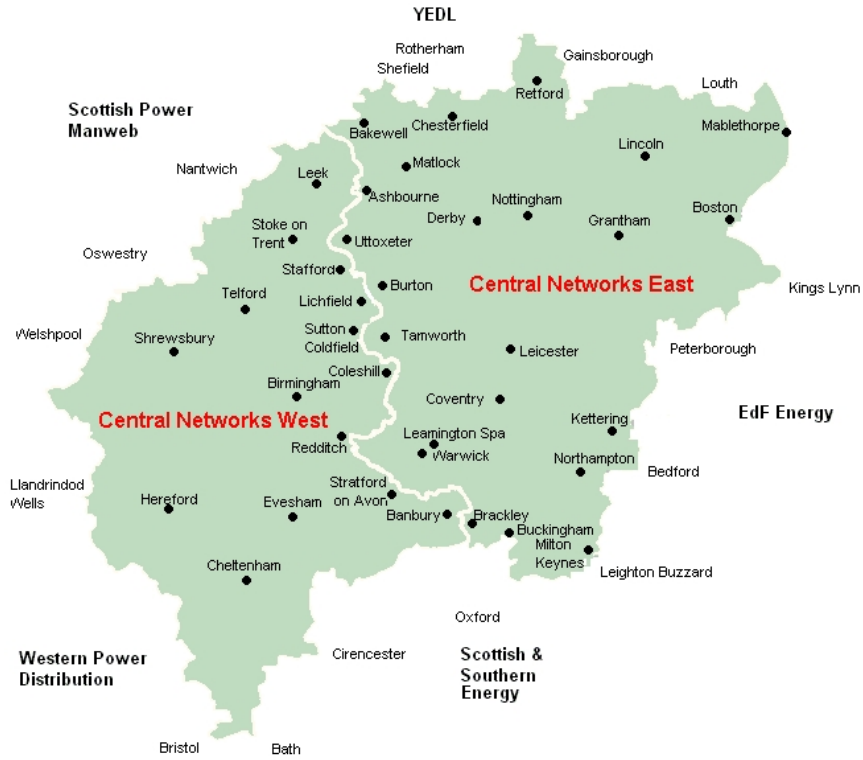 YEDL
Rotherham
Gainsborough
Shefield
Louth
Retford
Scottish Power
Manweb
Bakewell
Chesterfield
Mablethorpe
Lincoln
Nantwich
Leek
Matlock
Ashbourne
Nottingham
Boston
Stoke on
Trent
Derby
Grantham
Uttoxeter
Oswestry
Stafford
Burton
Central Networks East
Kings Lynn
Telford
Lichfield
Welshpool
Shrewsbury
Sutton
Coldfield
Tamworth
Leicester
Peterborough
Coleshill
Birmingham
Coventry
EdF Energy
Central Networks West
Kettering
Redditch
Leamington Spa
Warwick
Northampton
Bedford
Llandrindod
Wells
Stratford
on Avon
Hereford
Evesham
Banbury
Brackley
Buckingham
Milton
Keynes
Cheltenham
Leighton Buzzard
Oxford
Western Power
Distribution
Cirencester
Scottish &
Southern
Energy
Bristol
Bath